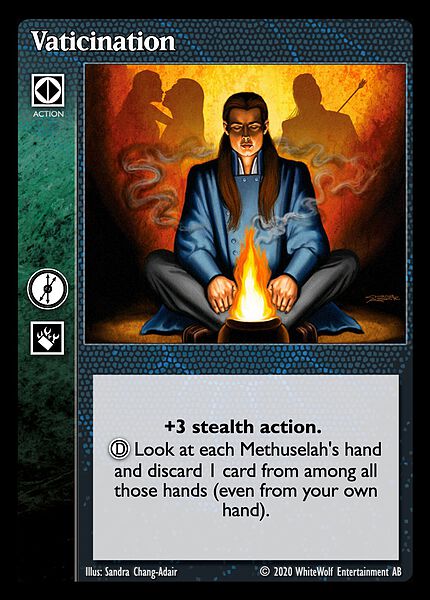 Vaticination
ACTION
+3 stealth action.
Ⓓ Look at each Methuselah's hand
and discard 1 card from among all
those hands (even from your own
hand).
Illus: Sandra Chang-Adair © 2020 WhiteWolf Entertainment AB